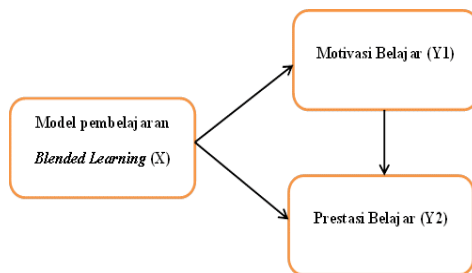 Motivasi Belajar (Y1)
Model pembelajaran
Blended Learning (X)
Prestasi Belajar (Y2)